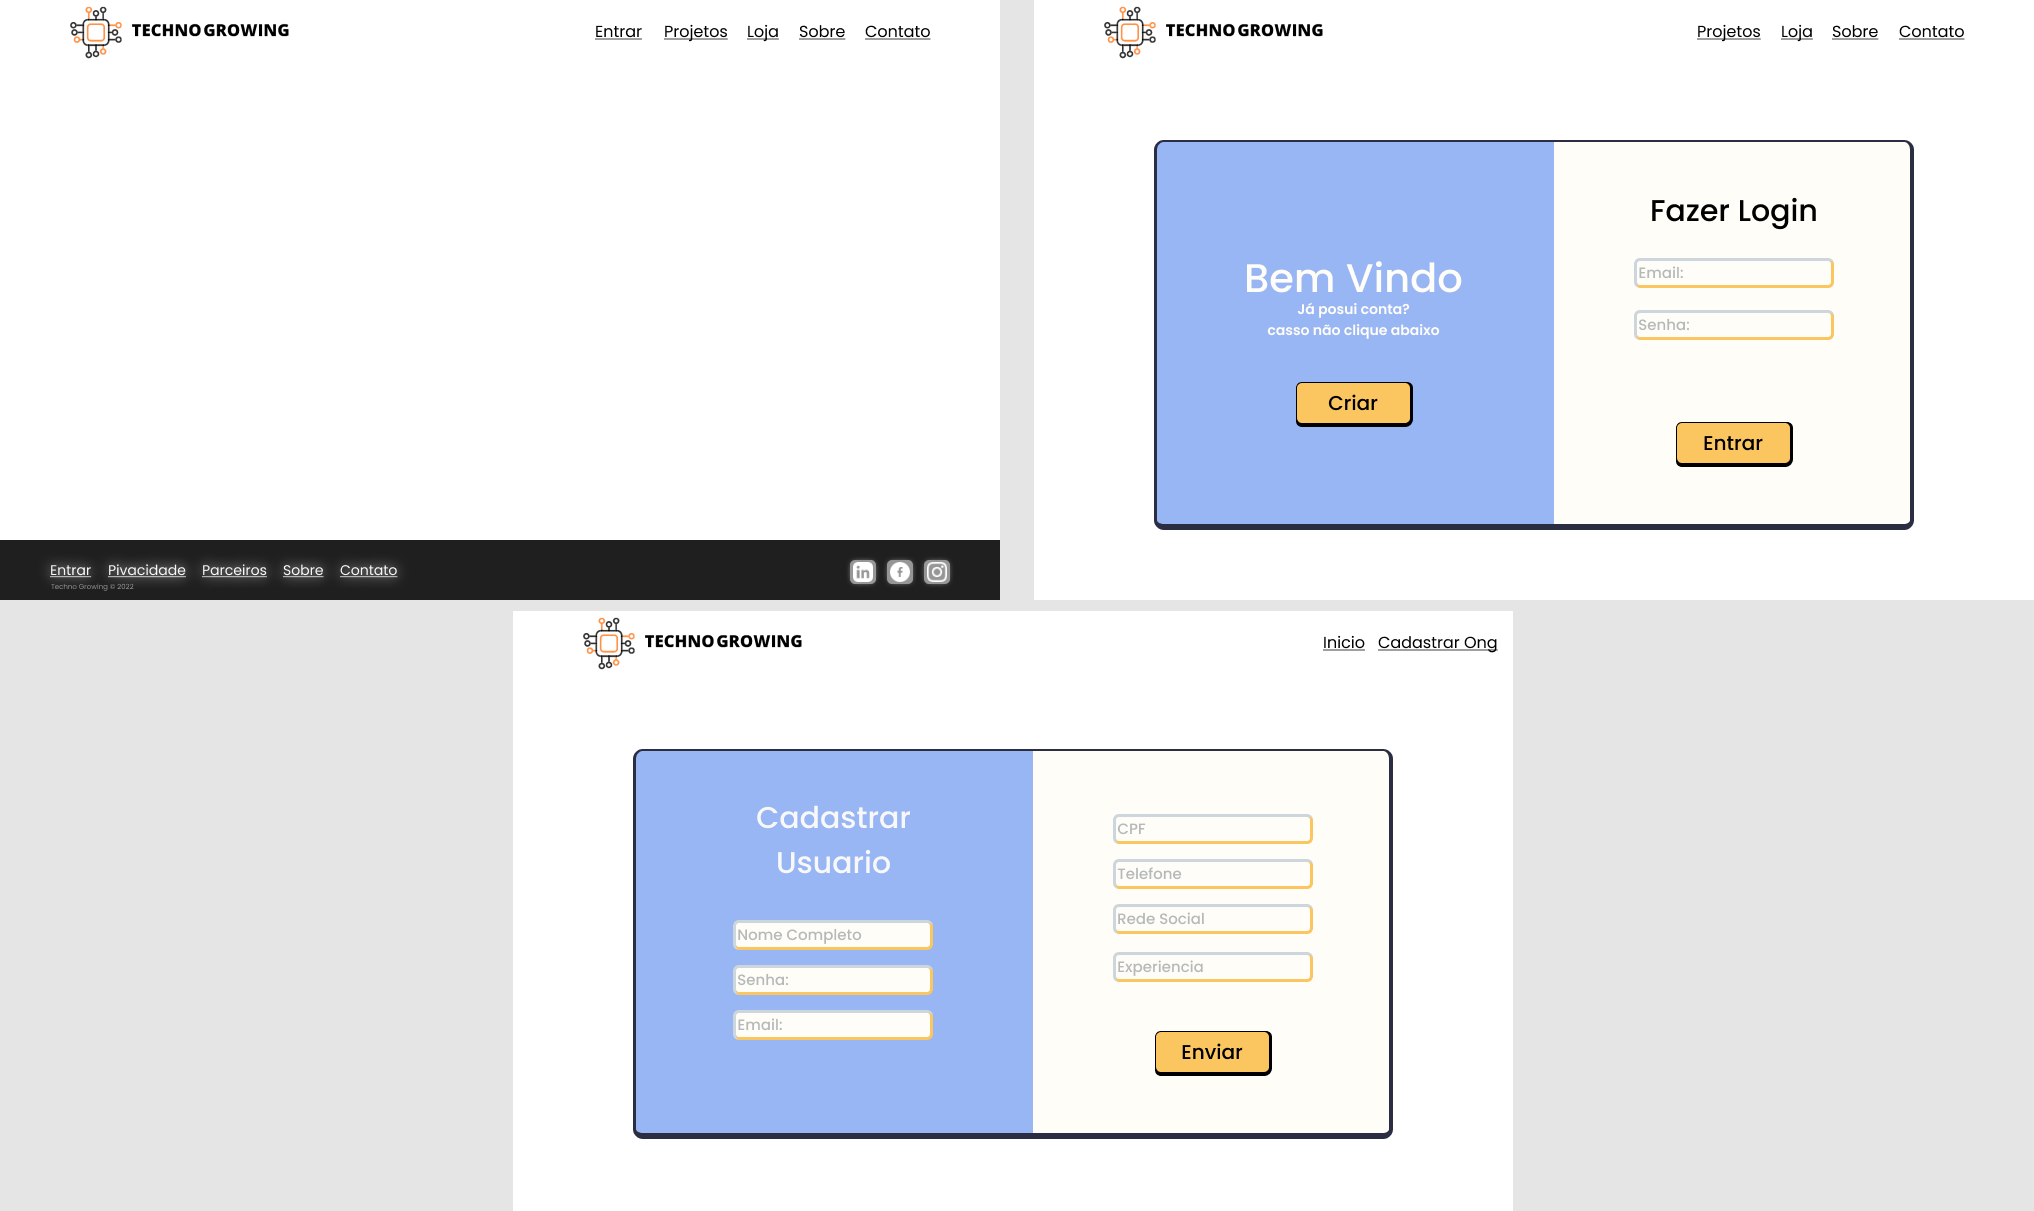 TECHNO GROWING
Entrar Projetos Loja Sobre Contato
Entrar Pivacidade Parceiros Sobre Contato
Techno Growing © 2022
TECHNO GROWING
Projetos Loja Sobre Contato
Bem Vindo
Já posui conta?
casso não clique abaixo
Criar
Fazer Login
Email:
Senha:
Entrar
TECHNO GROWING
Inicio Cadastrar Ong
Cadastrar
Usuario
Nome Completo
Senha:
Email:
CPF
Telefone
Rede Social
Experiencia
Enviar